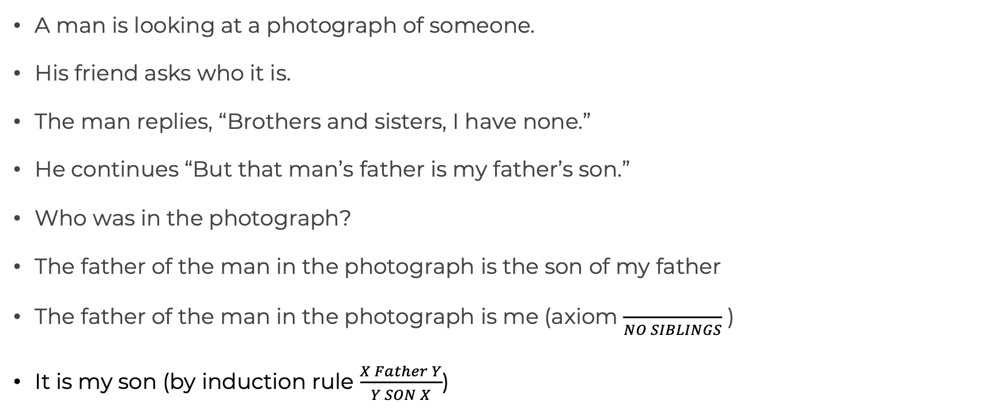 • A man is looking at a photograph of someone.
• His friend asks who it is.
• The man replies, “Brothers and sisters, I have none.”
• He continues “But that man’s father is my father’s son.”
• Who was in the photograph?
• The father of the man in the photograph is the son of my father
• The father of the man in the photograph is me (axiom ‾‾‾‾‾‾‾‾ / NO SIBLINGS )
• It is my son (by induction rule X Father Y / Y SON X)